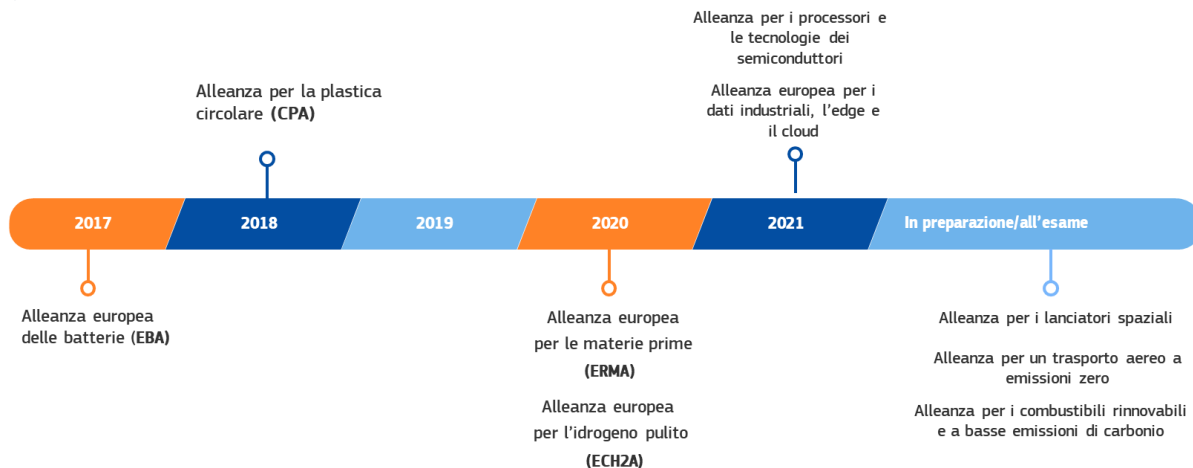 Alleanza per i processori e
le tecnologie dei
semiconduttori
Alleanza europea per i
dati industriali, l'edge e
il cloud
Alleanza per la plastica
circolare (CPA)
2017
2018
2019
2020
2021
In preparazione/all'esame
Alleanza europea
delle batterie (EBA)
Alleanza europea
per le materie prime
(ERMA)
Alleanza europea
per l'idrogeno pulito
(ECH2A)
Alleanza per i lanciatori spaziali
Alleanza per un trasporto aereo a
emissioni zero
Alleanza per i combustibili rinnovabili
e a basse emissioni di carbonio